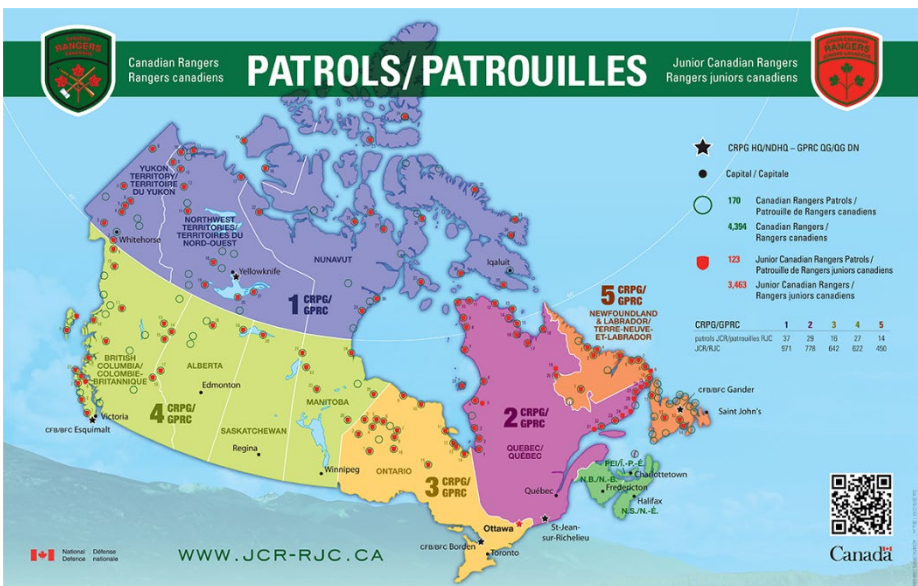 CANADIAN
RANGERS
CANADIENS
Canadian Rangers
Rangers canadiens
PATROLS/PATROUILLES
Junior Canadian Rangers
Rangers juniors canadiens
RANGERS
CRPG HQ/NDHQ – GPRC QG/QG DN
Capital / Capitale
170 Canadian Rangers Patrols /
Patrouille de Rangers canadiens
4,394 Canadian Rangers /
Rangers canadiens
123 Junior Canadian Rangers Patrols /
Patrouille de Rangers juniors canadiens
3,463 Junior Canadian Rangers /
Rangers juniors canadiens
CRPG/GPRC 1 2 3 4 5
patrols JCR/patrouilles RJC 37 29 16 27 14
JCR/RJC 971 778 642 622 450
YUKON
TERRITORY/
TERRITOIRE
DU YUKON
Whitehorse
NORTHWEST
TERRITORIES/
TERRITOIRES DU
NORD-OUEST
Yellowknife
NUNAVUT
Iqaluit
1 CRPG/
GPRC
5 CRPG/
GPRC
NEWFOUNDLAND
& LABRADOR/
TERRE-NEUVE-
ET-LABRADOR
CFB/BFC Gander
Saint John's
BRITISH
COLUMBIA/
COLOMBIE-
BRITANNIQUE
ALBERTA
Edmonton
4 CRPG/
GPRC
Victoria
CFB/BFC Esquimalt
SASKATCHEWAN
Regina
MANITOBA
Winnipeg
2 CRPG/
GPRC
QUEBEC/
QUÉBEC
Québec
ONTARIO
3 CRPG/
GPRC
PEI/Î.-P.-É.
Charlottetown
N.B./N.-B.
Fredericton
Halifax
N.S./N.-É.
Ottawa
St-Jean-
sur-Richelieu
CFB/BFC Borden
Toronto
National Défense
Defence nationale
WWW.JCR-RJC.CA
Canada